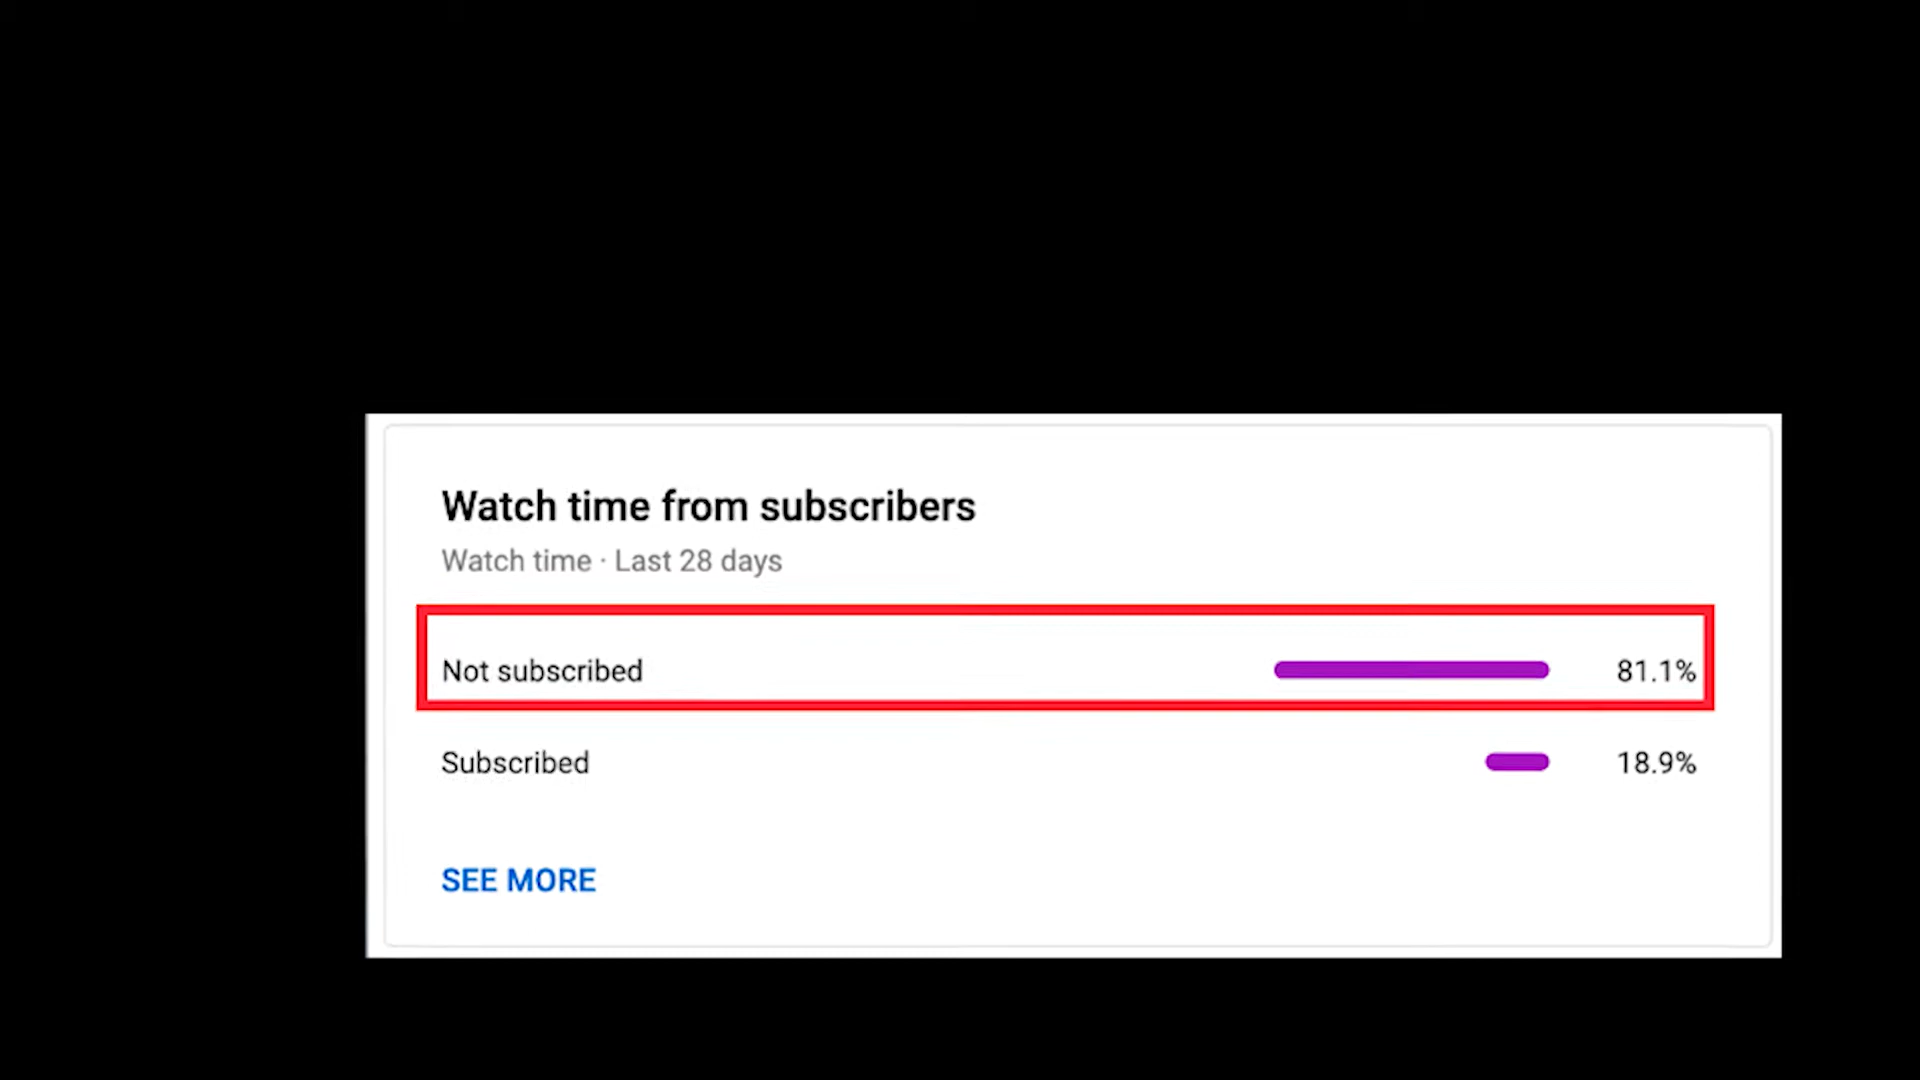 Watch time from subscribers
Watch time · Last 28 days
Not subscribed 81.1%
Subscribed 18.9%
SEE MORE